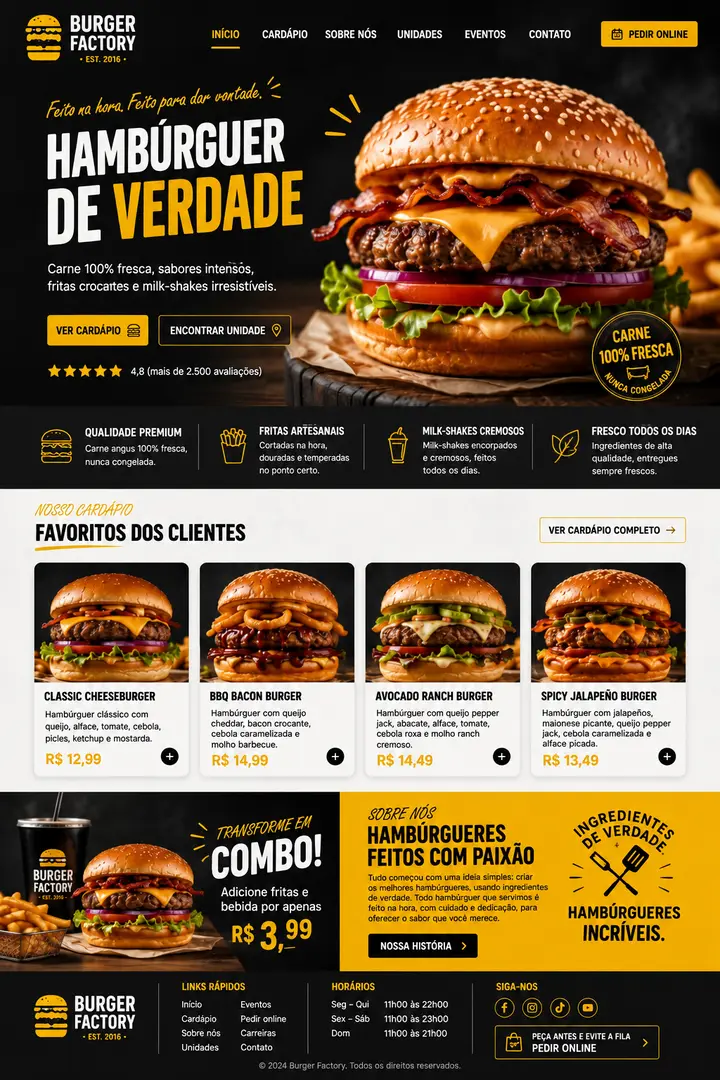 BURGER
FACTORY
• EST. 2016 •
INÍCIO
CARDÁPIO
SOBRE NÓS
UNIDADES
EVENTOS
CONTATO
PEDIR ONLINE
Feito na hora. Feito para dar vontade.
HAMBÚRGUER
DE VERDADE
Carne 100% fresca, sabores intensos,
fritas crocantes e milk-shakes irresistíveis.
VER CARDÁPIO
ENCONTRAR UNIDADE
4,8 (mais de 2.500 avaliações)
CARNE
100% FRESCA
NUNCA CONGELADA
QUALIDADE PREMIUM
Carne angus 100% fresca,
nunca congelada.
FRITAS ARTESANAIS
Cortadas na hora,
douradas e temperadas
no ponto certo.
MILK-SHAKES CREMOSOS
Milk-shakes encorpados
e cremosos, feitos
todos os dias.
FRESCO TODOS OS DIAS
Ingredientes de alta
qualidade, entregues
sempre frescos.
NOSSO CARDÁPIO
FAVORITOS DOS CLIENTES
VER CARDÁPIO COMPLETO →
CLASSIC CHEESEBURGER
Hambúrguer clássico com
queijo, alface, tomate, cebola,
picles, ketchup e mostarda.
R$ 12,99
+
BBQ BACON BURGER
Hambúrguer com queijo
cheddar, bacon crocante,
cebola caramelizada e
molho barbecue.
R$ 14,99
+
AVOCADO RANCH BURGER
Hambúrguer com queijo pepper
jack, abacate, alface, tomate,
cebola roxa e molho ranch
cremoso.
R$ 14,49
+
SPICY JALAPEÑO BURGER
Hambúrguer com jalapeños,
maionese picante, queijo pepper
jack, cebola caramelizada e
alface picada.
R$ 13,49
+
BURGER
FACTORY
• EST. 2016 •
TRANSFORME EM
COMBO!
Adicione fritas e
bebida por apenas
R$ 3,99
SOBRE NÓS
HAMBÚRGUERES
FEITOS COM PAIXÃO
Tudo começou com uma ideia simples: criar
os melhores hambúrgueres, usando ingredientes
de verdade. Todo hambúrguer que servimos é
feito na hora, com cuidado e dedicação, para
oferecer o sabor que você merece.
NOSSA HISTÓRIA
INGREDIENTES
DE VERDADE
HAMBÚRGUERES
INCRÍVEIS.
BURGER
FACTORY
• EST. 2016 •
LINKS RÁPIDOS
Início
Cardápio
Sobre nós
Unidades
Eventos
Pedir online
Carreiras
Contato
HORÁRIOS
Seg – Qui 11h00 às 22h00
Sex – Sáb 11h00 às 23h00
Dom 11h00 às 21h00
SIGA-NOS
PEÇA ANTES E EVITE A FILA
PEDIR ONLINE
© 2024 Burger Factory. Todos os direitos reservados.